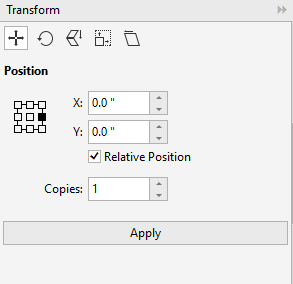 Transform
Position
X: 0.0 "
Y: 0.0 "
Relative Position
Copies: 1
Apply